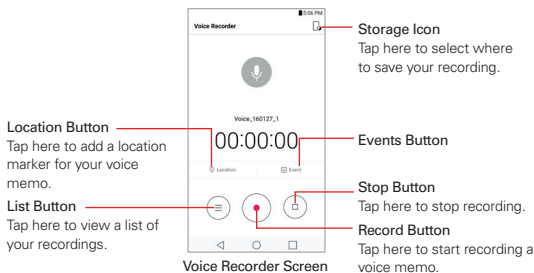 5:06 PM
Voice Recorder
Storage Icon
Tap here to select where
to save your recording.
Voice_160127_1
00:00:00
Location Button
Tap here to add a location
marker for your voice
memo.
Events Button
Location
Event
List Button
Tap here to view a list of
your recordings.
Stop Button
Tap here to stop recording.
Record Button
Tap here to start recording a
voice memo.
Voice Recorder Screen